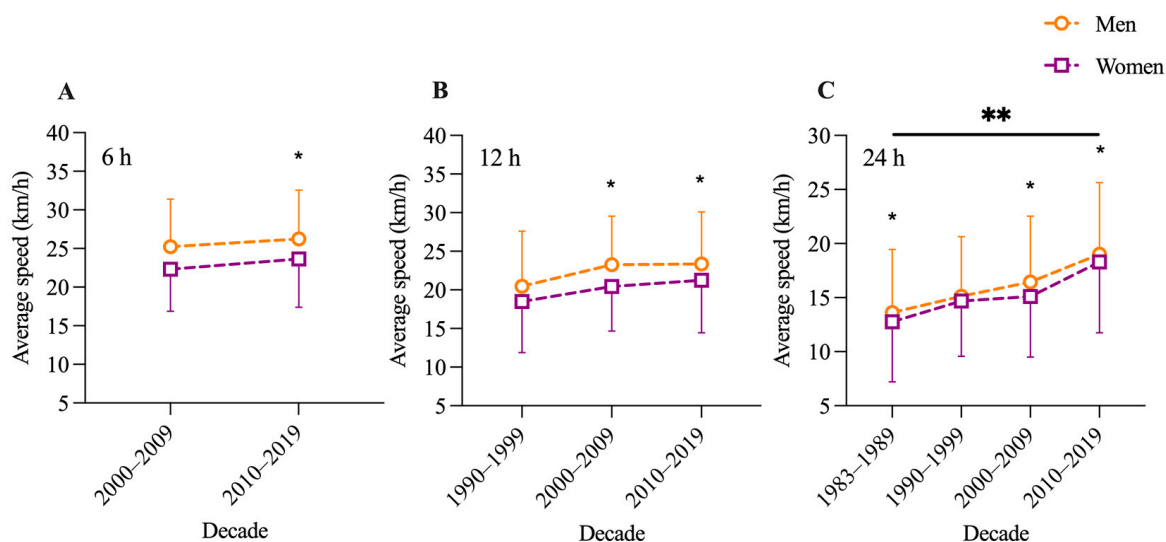 Men
Women
A
Average speed (km/h)
40
35
30
25
20
15
10
5
6 h
*
2000–2009
2010–2019
Decade
B
Average speed (km/h)
40
35
30
25
20
15
10
5
12 h
*
*
1990–1999
2000–2009
2010–2019
Decade
C
Average speed (km/h)
30
25
20
15
10
5
24 h
**
*
*
*
1983–1989
1990–1999
2000–2009
2010–2019
Decade